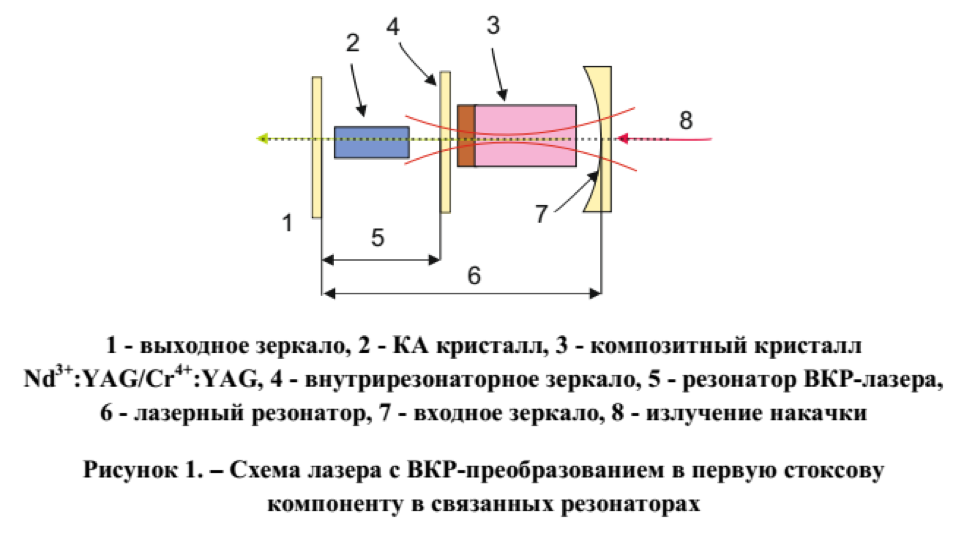 4
3
2
8
7
1
5
6
1 - выходное зеркало, 2 - КА кристалл, 3 - композитный кристалл
Nd³⁺:YAG/Cr⁴⁺:YAG, 4 - внутрирезонаторное зеркало, 5 - резонатор ВКР-лазера,
6 - лазерный резонатор, 7 - входное зеркало, 8 - излучение накачки
Рисунок 1. – Схема лазера с ВКР-преобразованием в первую стоксову
компоненту в связанных резонаторах